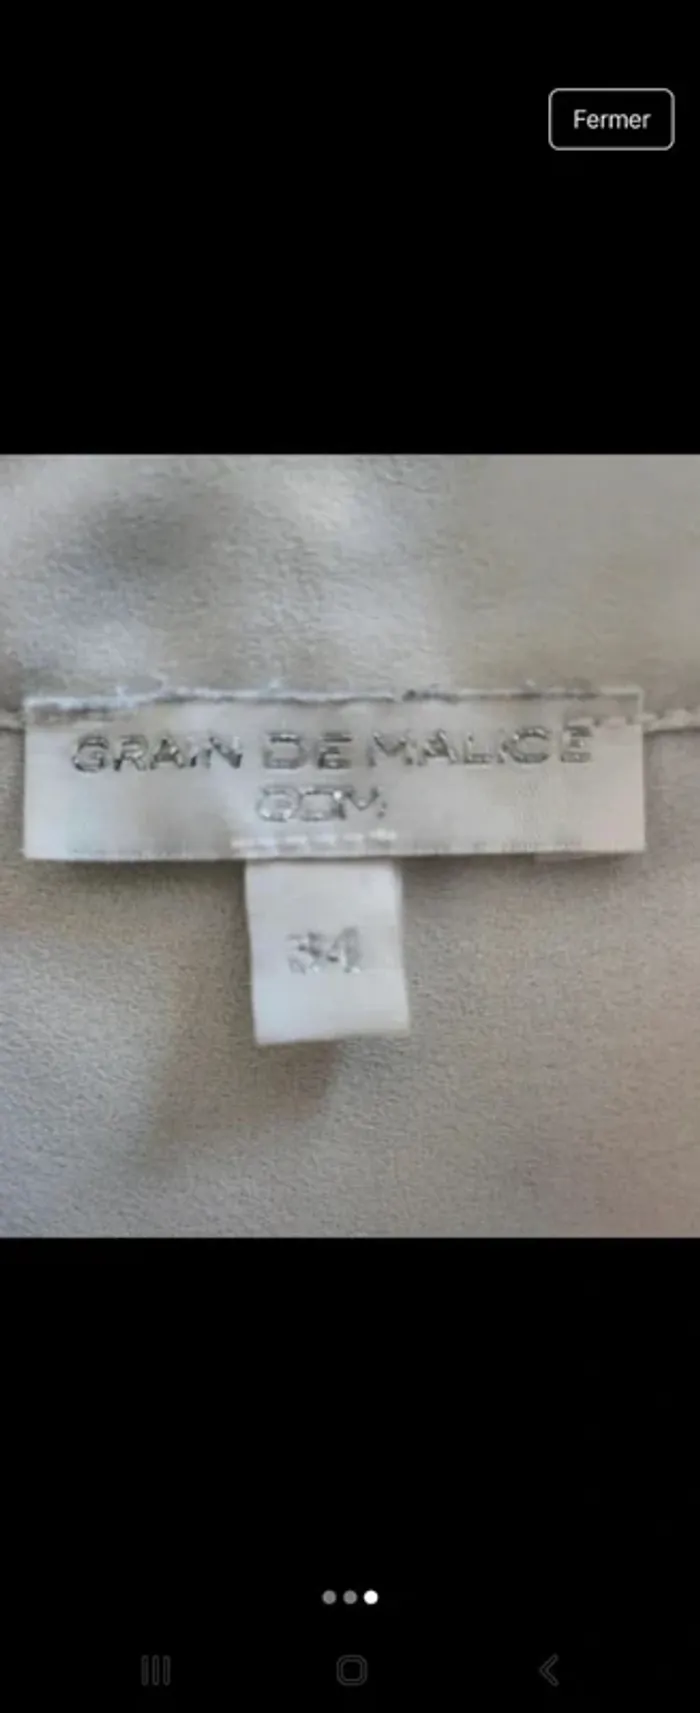 Fermer
GRAIN DE MALICE
GDM
34